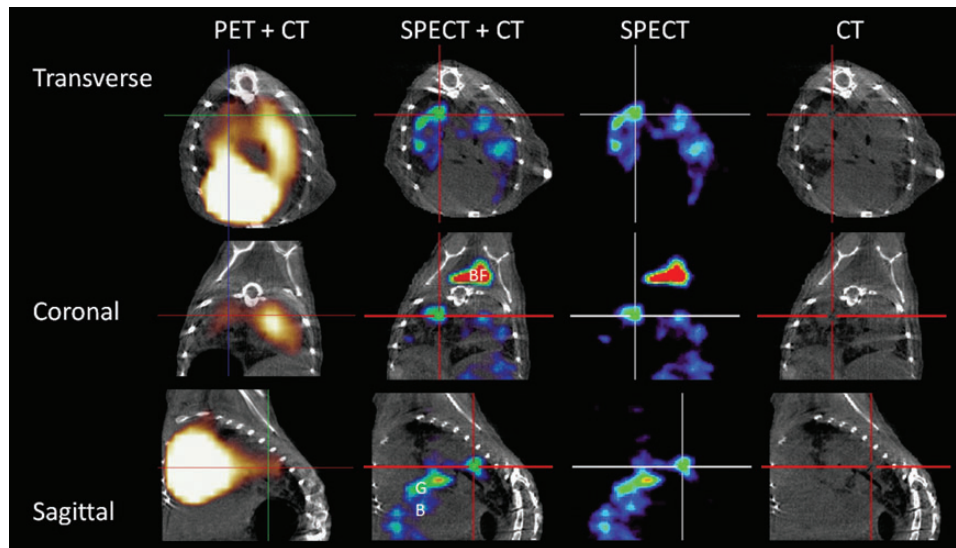 PET + CT SPECT + CT SPECT CT
Transverse
BF
Coronal
G
B
Sagittal